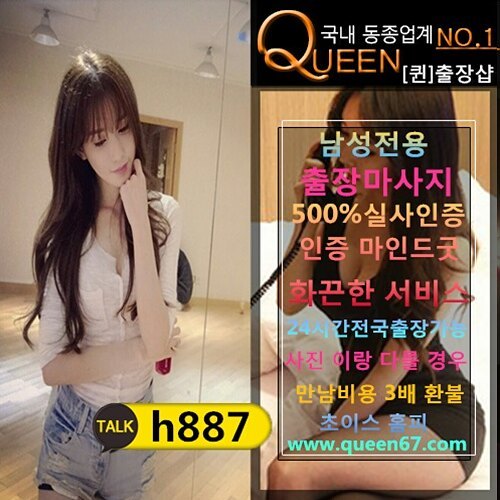 국내 동종업계 NO.1
QUEEN [퀸]출장샵
남성전용
출장마사지
500%실사인증
인증 마인드굿
화끈한 서비스
24시간전국출장가능
사진 이랑 다를 경우
만남비용 3배 환불
초이스 홈피
www.queen67.com
TALK h887